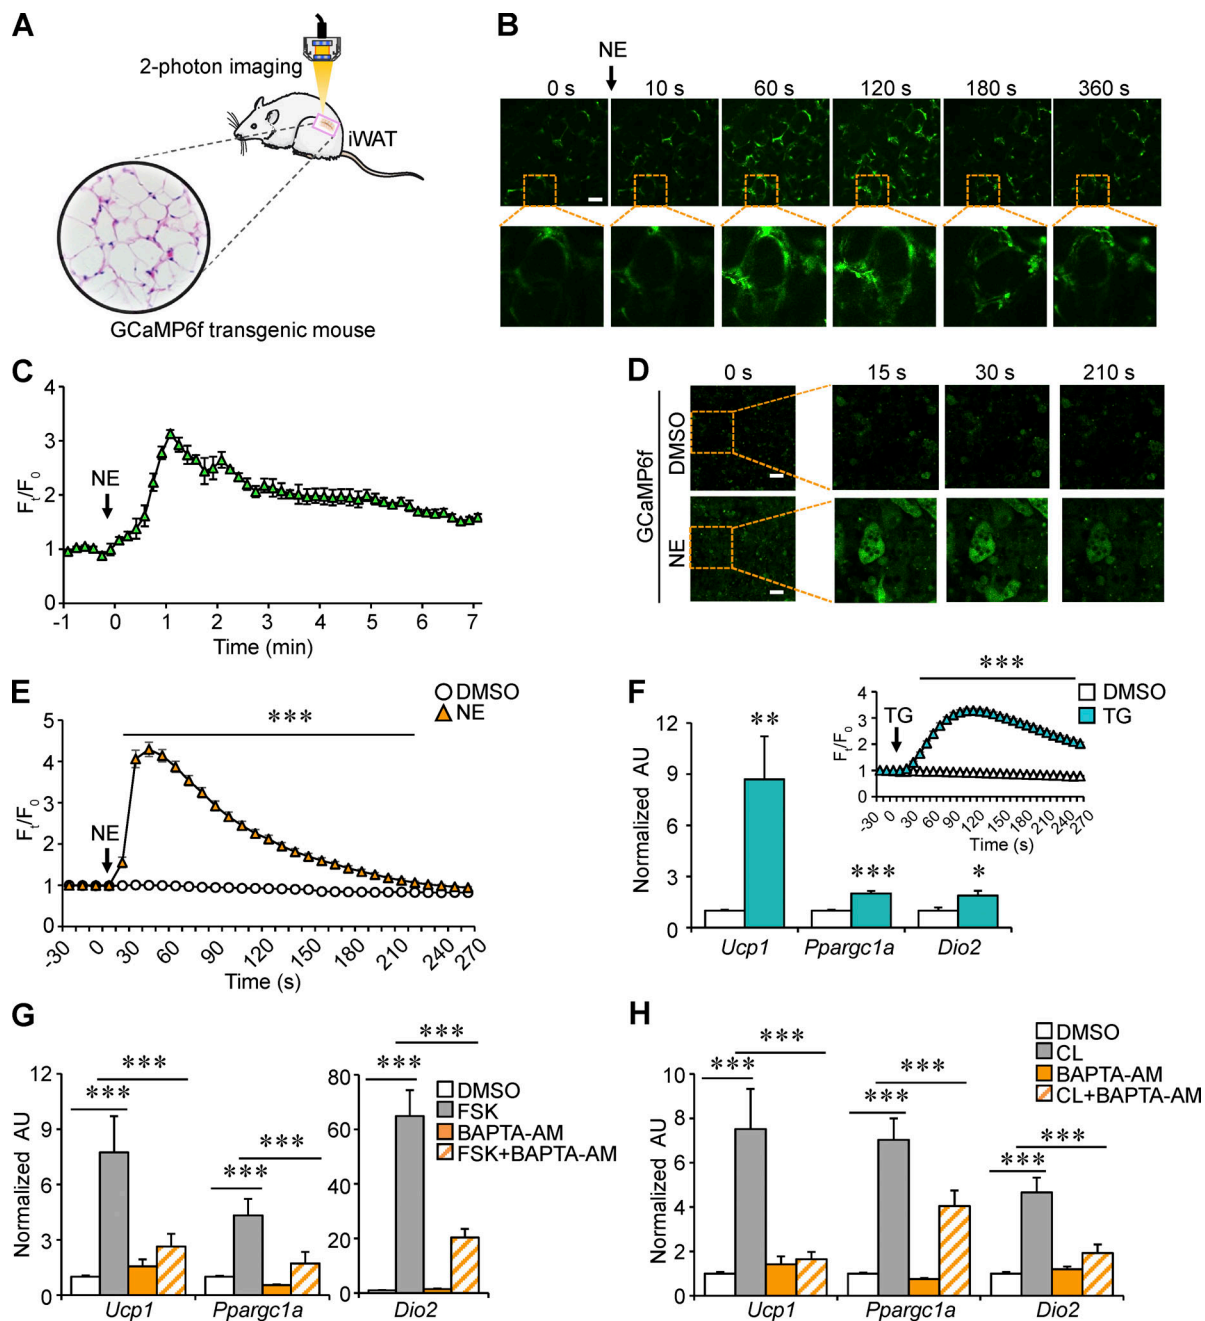 A
2-photon imaging
iWAT
GCaMP6f transgenic mouse
B
NE
0 s 10 s 60 s 120 s 180 s 360 s
C
4
3
2
1
0
Ft/F0
NE
-1 0 1 2 3 4 5 6 7
Time (min)
D
0 s 15 s 30 s 210 s
GCaMP6f
DMSO
NE
E
DMSO
NE
***
5
4
3
2
1
0
Ft/F0
NE
-30 0 30 60 90 120 150 180 210 240 270
Time (s)
F
12
9
6
3
0
Normalized AU
** *** *
Ucp1 Ppargc1a Dio2
***
DMSO
TG
4
3
2
1
0
Ft/F0
TG
-30 0 30 60 90 120 150 180 210 240 270
Time (s)
G
12
9
6
3
0
Normalized AU
***
***
***
***
Ucp1 Ppargc1a
80
60
40
20
0
***
***
Dio2
DMSO
FSK
BAPTA-AM
FSK+BAPTA-AM
H
10
8
6
4
2
0
Normalized AU
***
***
***
***
***
***
Ucp1 Ppargc1a Dio2
DMSO
CL
BAPTA-AM
CL+BAPTA-AM